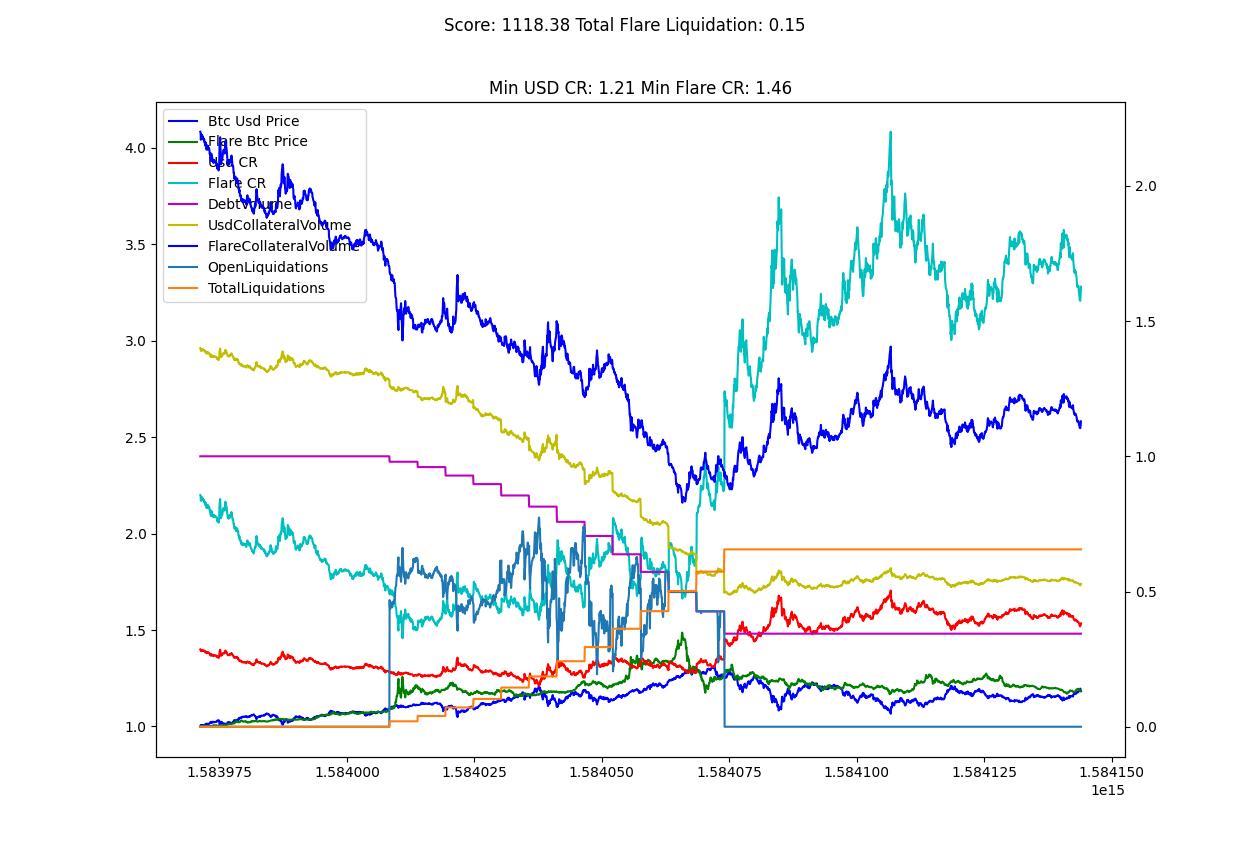 Score: 1118.38 Total Flare Liquidation: 0.15
Min USD CR: 1.21 Min Flare CR: 1.46
Btc Usd Price
Flare Btc Price
Usd CR
Flare CR
DebtVolume
UsdCollateralVolume
FlareCollateralVolume
OpenLiquidations
TotalLiquidations
4.0
3.5
3.0
2.5
2.0
1.5
1.0
2.0
1.5
1.0
0.5
0.0
1.583975 1.584000 1.584025 1.584050 1.584075 1.584100 1.584125 1.584150
1e15